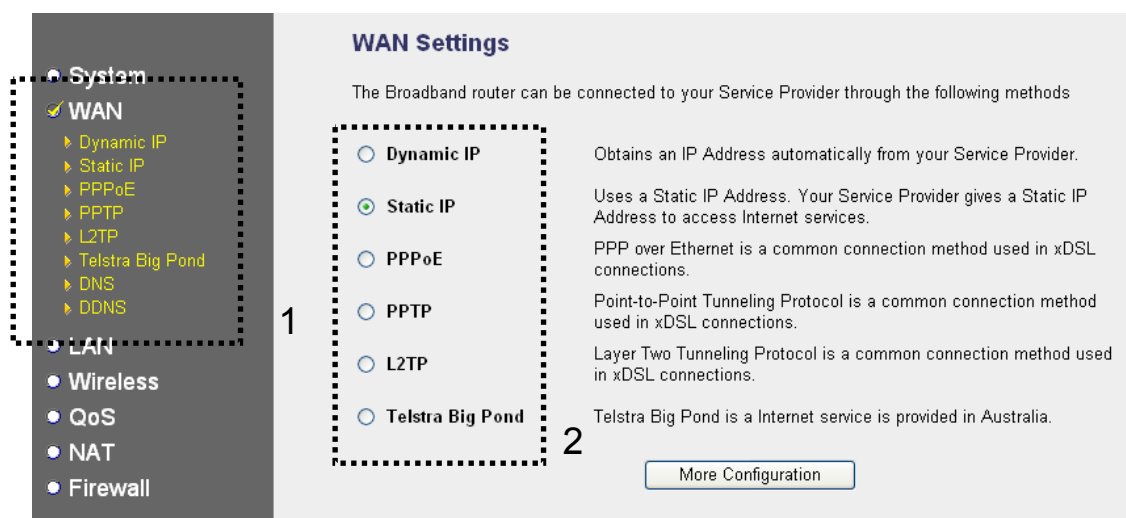 System
WAN
Dynamic IP
Static IP
PPPoE
PPTP
L2TP
Telstra Big Pond
DNS
DDNS
LAN
Wireless
QoS
NAT
Firewall
1
WAN Settings
The Broadband router can be connected to your Service Provider through the following methods
Dynamic IP Obtains an IP Address automatically from your Service Provider.
Static IP Uses a Static IP Address. Your Service Provider gives a Static IP
Address to access Internet services.
PPPoE PPP over Ethernet is a common connection method used in xDSL
connections.
PPTP Point-to-Point Tunneling Protocol is a common connection method
used in xDSL connections.
L2TP Layer Two Tunneling Protocol is a common connection method used
in xDSL connections.
Telstra Big Pond Telstra Big Pond is a Internet service is provided in Australia.
2
More Configuration